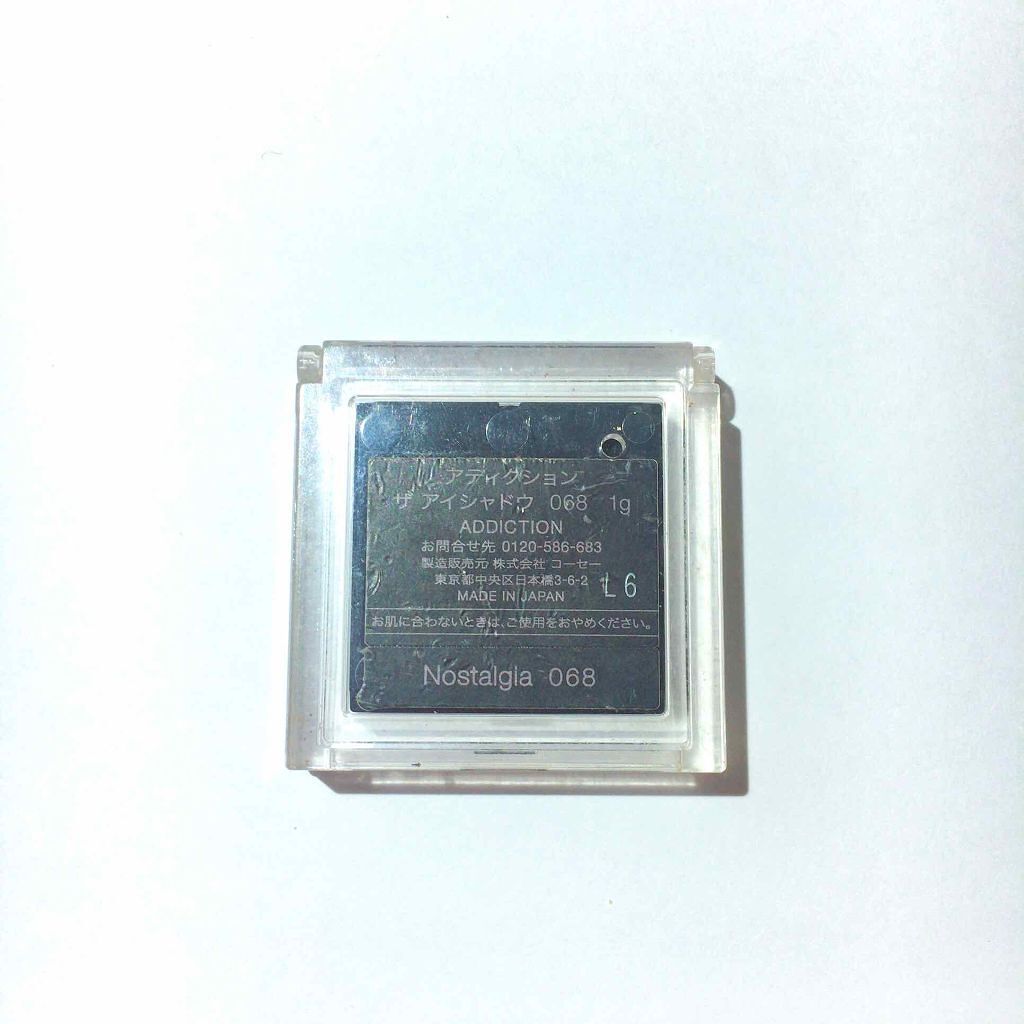 アディクション
ザ アイシャドウ 068 1g
ADDICTION
お問合せ先 0120-586-683
製造販売元 株式会社 コーセー
東京都中央区日本橋3-6-2
L6
MADE IN JAPAN
お肌に合わないときは、ご使用をおやめください。
Nostalgia 068